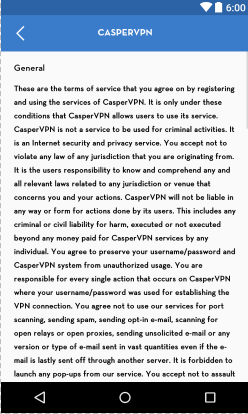 6:00
CASPERVPN
General
These are the terms of service that you agree on by registering
and using the services of CasperVPN. It is only under these
conditions that CasperVPN allows users to use its service.
CasperVPN is not a service to be used for criminal activities. It
is an Internet security and privacy service. You accept not to
violate any law of any jurisdiction that you are originating from.
It is the users responsibility to know and comprehend any and
all relevant laws related to any jurisdiction or venue that
concerns you and your actions. CasperVPN will not be liable in
any way or form for actions done by its users. This includes any
criminal or civil liability for harm, executed or not executed
beyond any money paid for CasperVPN services by any
individual. You agree to preserve your username/password and
CasperVPN system from unauthorized usage. You are
responsible for every single action that occurs on CasperVPN
where your username/password was used for establishing the
VPN connection. You agree not to use our services for port
scanning, sending spam, sending opt-in e-mail, scanning for
open relays or open proxies, sending unsolicited e-mail or any
version or type of e-mail sent in vast quantities even if the e-
mail is lastly sent off through another server. It is forbidden to
launch any pop-ups from our service. You accept not to assault